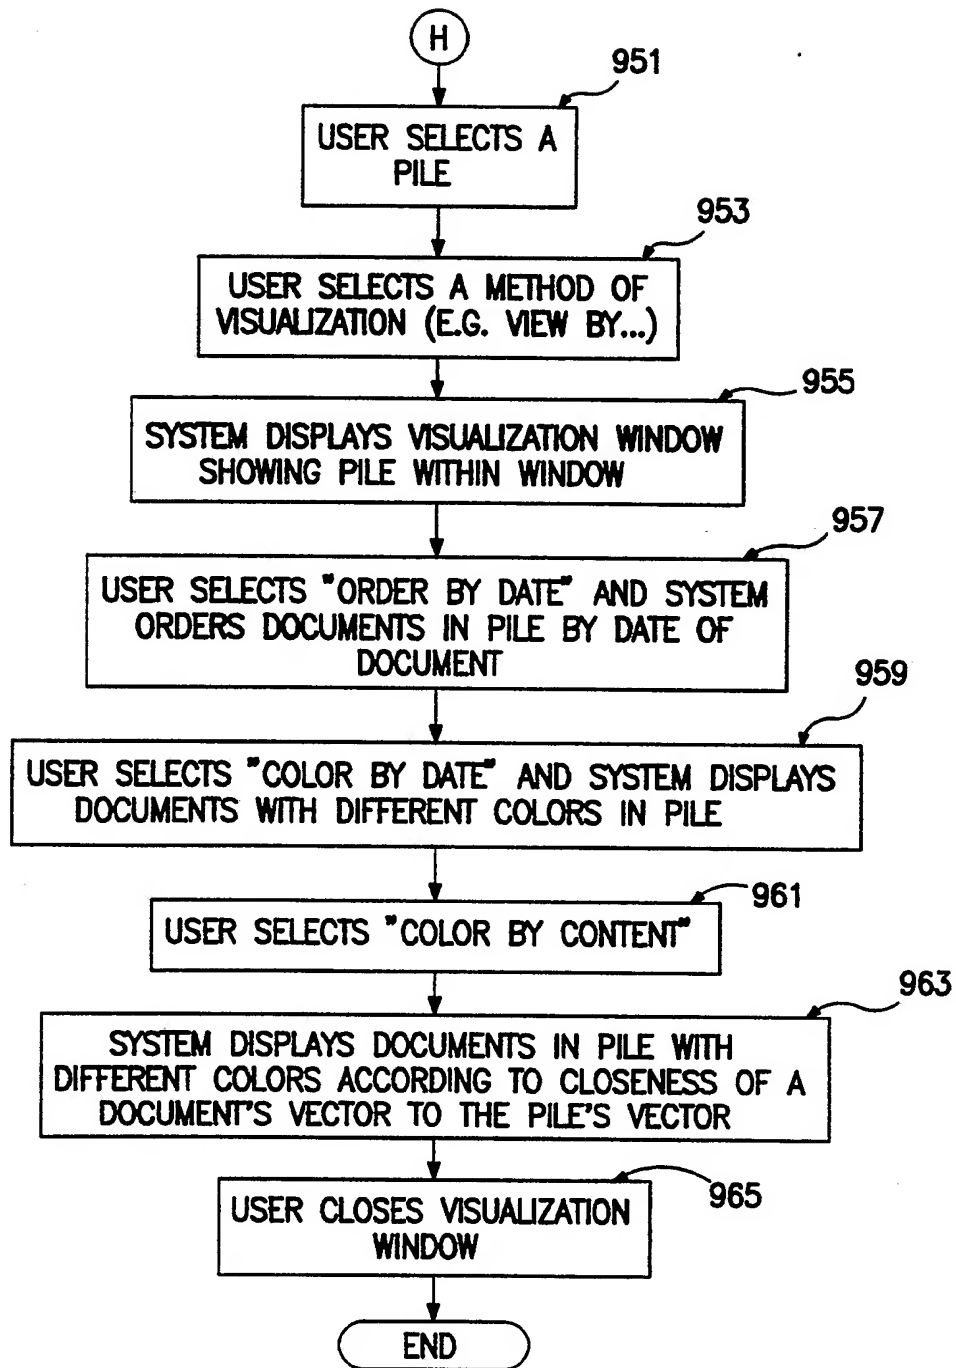 H
951
USER SELECTS A
PILE
953
USER SELECTS A METHOD OF
VISUALIZATION (E.G. VIEW BY...)
955
SYSTEM DISPLAYS VISUALIZATION WINDOW
SHOWING PILE WITHIN WINDOW
957
USER SELECTS "ORDER BY DATE" AND SYSTEM
ORDERS DOCUMENTS IN PILE BY DATE OF
DOCUMENT
959
USER SELECTS "COLOR BY DATE" AND SYSTEM DISPLAYS
DOCUMENTS WITH DIFFERENT COLORS IN PILE
961
USER SELECTS "COLOR BY CONTENT"
963
SYSTEM DISPLAYS DOCUMENTS IN PILE WITH
DIFFERENT COLORS ACCORDING TO CLOSENESS OF A
DOCUMENT'S VECTOR TO THE PILE'S VECTOR
965
USER CLOSES VISUALIZATION
WINDOW
END